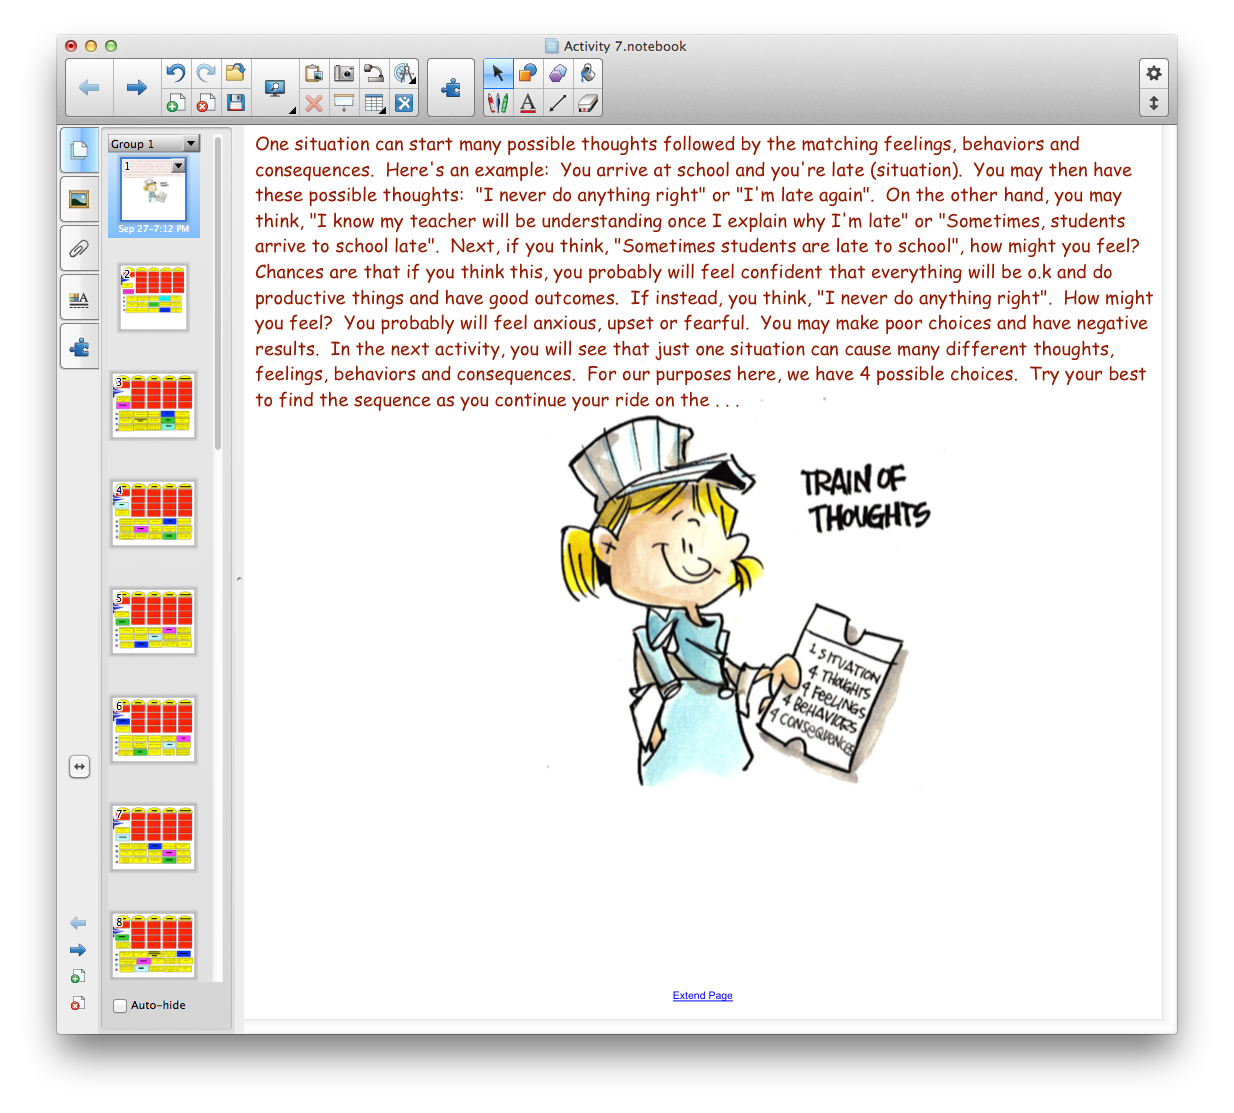 Activity 7.notebook
Group 1
1
Sep 27-7:12 PM
2
3
4
5
6
7
8
Auto-hide
One situation can start many possible thoughts followed by the matching feelings, behaviors and
consequences.  Here's an example:  You arrive at school and you're late (situation).  You may then have
these possible thoughts:  "I never do anything right" or "I'm late again".  On the other hand, you may
think, "I know my teacher will be understanding once I explain why I'm late" or "Sometimes, students
arrive to school late".  Next, if you think, "Sometimes students are late to school", how might you feel?
Chances are that if you think this, you probably will feel confident that everything will be o.k and do
productive things and have good outcomes.  If instead, you think, "I never do anything right".  How might
you feel?  You probably will feel anxious, upset or fearful.  You may make poor choices and have negative
results.  In the next activity, you will see that just one situation can cause many different thoughts,
feelings, behaviors and consequences.  For our purposes here, we have 4 possible choices.  Try your best
to find the sequence as you continue your ride on the . . .
TRAIN OF
THOUGHTS
1 SITUATION
4 THOUGHTS
4 FEELINGS
4 BEHAVIORS
4 CONSEQUENCES
Extend Page